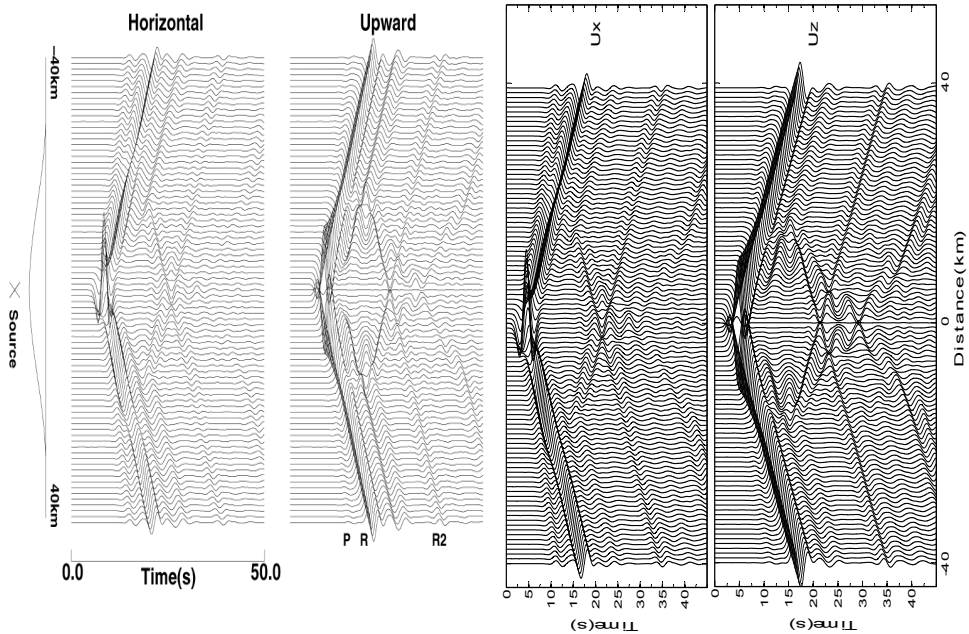 Horizontal
Upward
−40km
Source
40km
P R R2
0.0 Time(s) 50.0
Ux
Uz
40
0
Distance(km)
-40
0 5 10 15 20 25 30 35 40
0 5 10 15 20 25 30 35 40
Time(s)
Time(s)